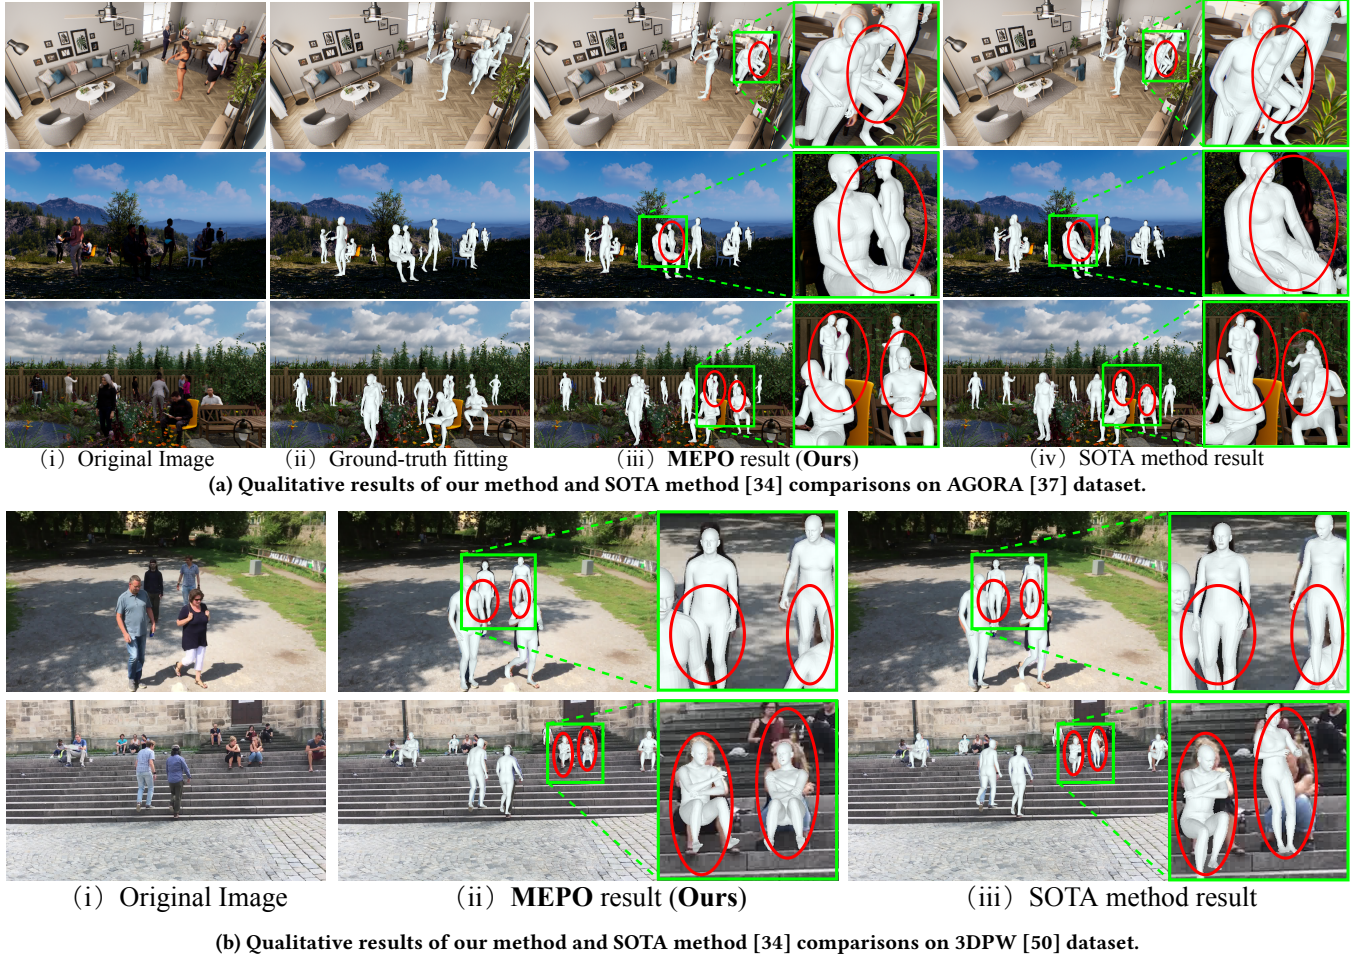 （i）Original Image
（ii）Ground-truth fitting
（iii）MEPO result (Ours)
（iv）SOTA method result
(a) Qualitative results of our method and SOTA method [34] comparisons on AGORA [37] dataset.
（i）Original Image
（ii）MEPO result (Ours)
（iii）SOTA method result
(b) Qualitative results of our method and SOTA method [34] comparisons on 3DPW [50] dataset.